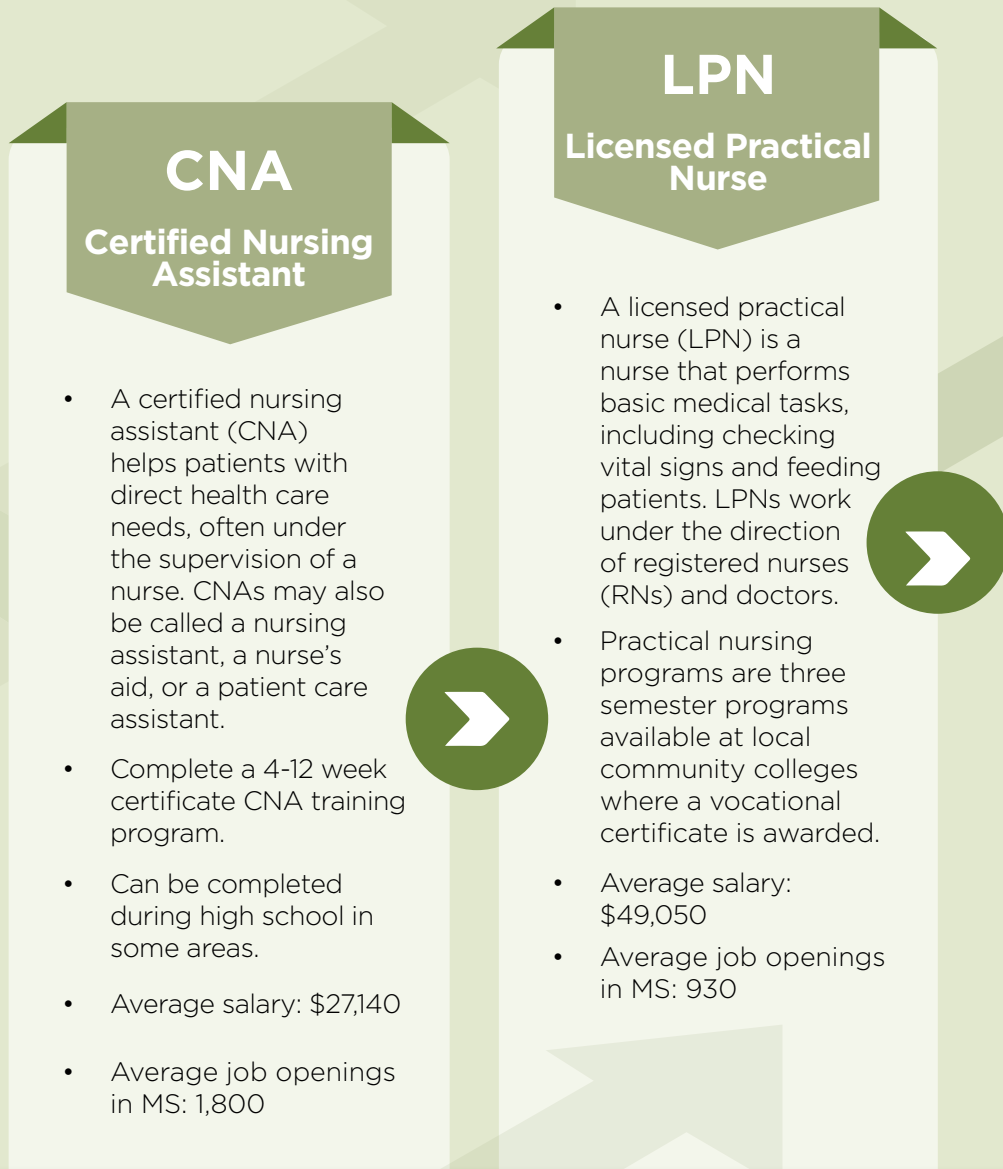 CNA
Certified Nursing
Assistant
• A certified nursing
assistant (CNA)
helps patients with
direct health care
needs, often under
the supervision of a
nurse. CNAs may also
be called a nursing
assistant, a nurse’s
aid, or a patient care
assistant.
• Complete a 4-12 week
certificate CNA training
program.
• Can be completed
during high school in
some areas.
• Average salary: $27,140
• Average job openings
in MS: 1,800
LPN
Licensed Practical
Nurse
• A licensed practical
nurse (LPN) is a
nurse that performs
basic medical tasks,
including checking
vital signs and feeding
patients. LPNs work
under the direction
of registered nurses
(RNs) and doctors.
• Practical nursing
programs are three
semester programs
available at local
community colleges
where a vocational
certificate is awarded.
• Average salary:
$49,050
• Average job openings
in MS: 930